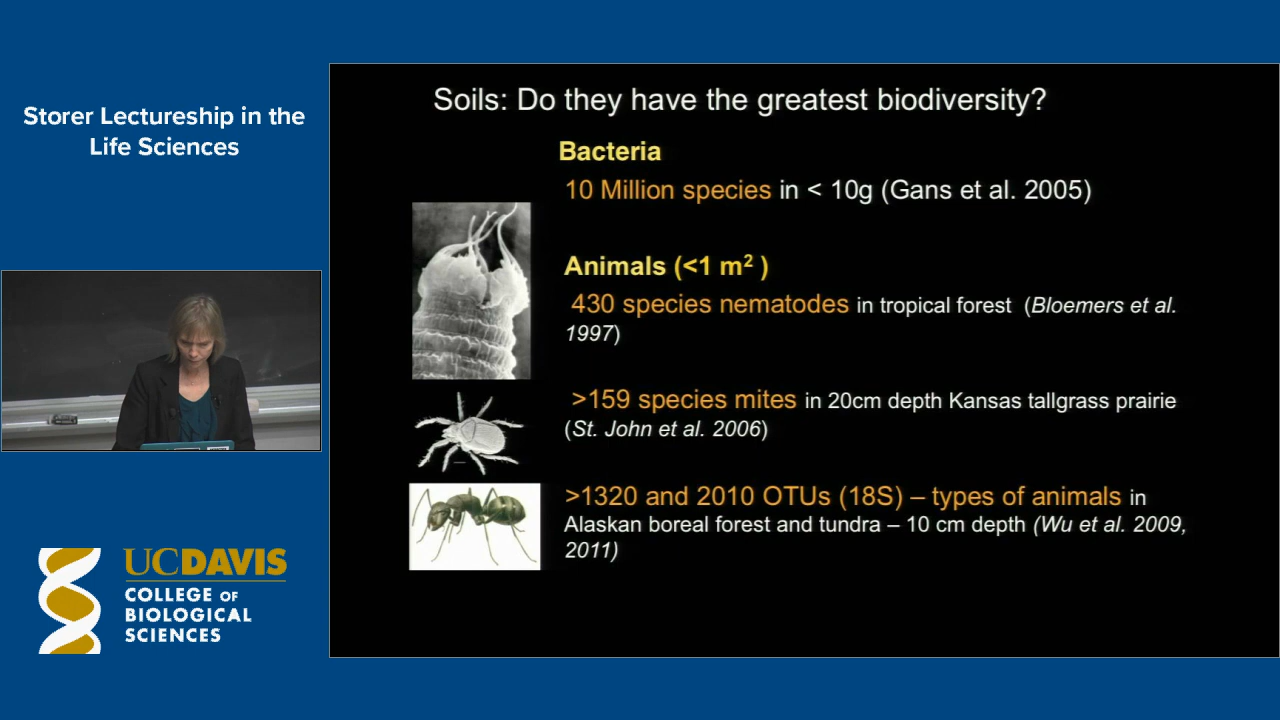 Storer Lectureship in the
Life Sciences
Soils: Do they have the greatest biodiversity?
Bacteria
10 Million species in < 10g (Gans et al. 2005)
Animals (<1 m² )
430 species nematodes in tropical forest (Bloemers et al.
1997)
>159 species mites in 20cm depth Kansas tallgrass prairie
(St. John et al. 2006)
>1320 and 2010 OTUs (18S) – types of animals in
Alaskan boreal forest and tundra – 10 cm depth (Wu et al. 2009,
2011)
UCDAVIS
COLLEGE OF
BIOLOGICAL
SCIENCES